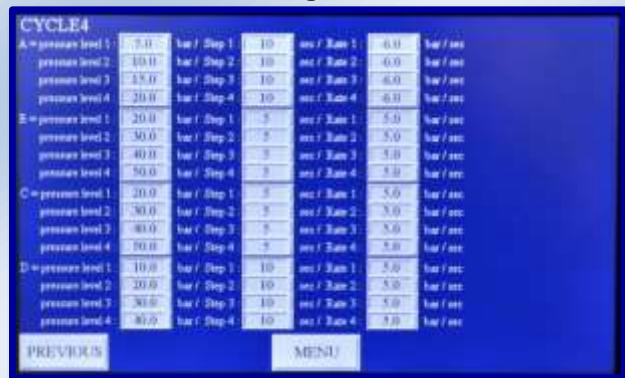 CYCLE4
A = pressure level 1 : 5.0 bar / Step 1 : 10 sec / Rate 1 : 6.0 bar / sec
pressure level 2 : 10.0 bar / Step 2 : 10 sec / Rate 2 : 6.0 bar / sec
pressure level 3 : 15.0 bar / Step 3 : 10 sec / Rate 3 : 6.0 bar / sec
pressure level 4 : 20.0 bar / Step 4 : 10 sec / Rate 4 : 6.0 bar / sec
B = pressure level 1 : 20.0 bar / Step 1 : 5 sec / Rate 1 : 5.0 bar / sec
pressure level 2 : 30.0 bar / Step 2 : 5 sec / Rate 2 : 5.0 bar / sec
pressure level 3 : 40.0 bar / Step 3 : 5 sec / Rate 3 : 5.0 bar / sec
pressure level 4 : 50.0 bar / Step 4 : 5 sec / Rate 4 : 5.0 bar / sec
C = pressure level 1 : 20.0 bar / Step 1 : 5 sec / Rate 1 : 5.0 bar / sec
pressure level 2 : 30.0 bar / Step 2 : 5 sec / Rate 2 : 5.0 bar / sec
pressure level 3 : 40.0 bar / Step 3 : 5 sec / Rate 3 : 5.0 bar / sec
pressure level 4 : 50.0 bar / Step 4 : 5 sec / Rate 4 : 5.0 bar / sec
D = pressure level 1 : 10.0 bar / Step 1 : 10 sec / Rate 1 : 5.0 bar / sec
pressure level 2 : 20.0 bar / Step 2 : 10 sec / Rate 2 : 5.0 bar / sec
pressure level 3 : 30.0 bar / Step 3 : 10 sec / Rate 3 : 5.0 bar / sec
pressure level 4 : 40.0 bar / Step 4 : 10 sec / Rate 4 : 5.0 bar / sec
PREVIOUS MENU